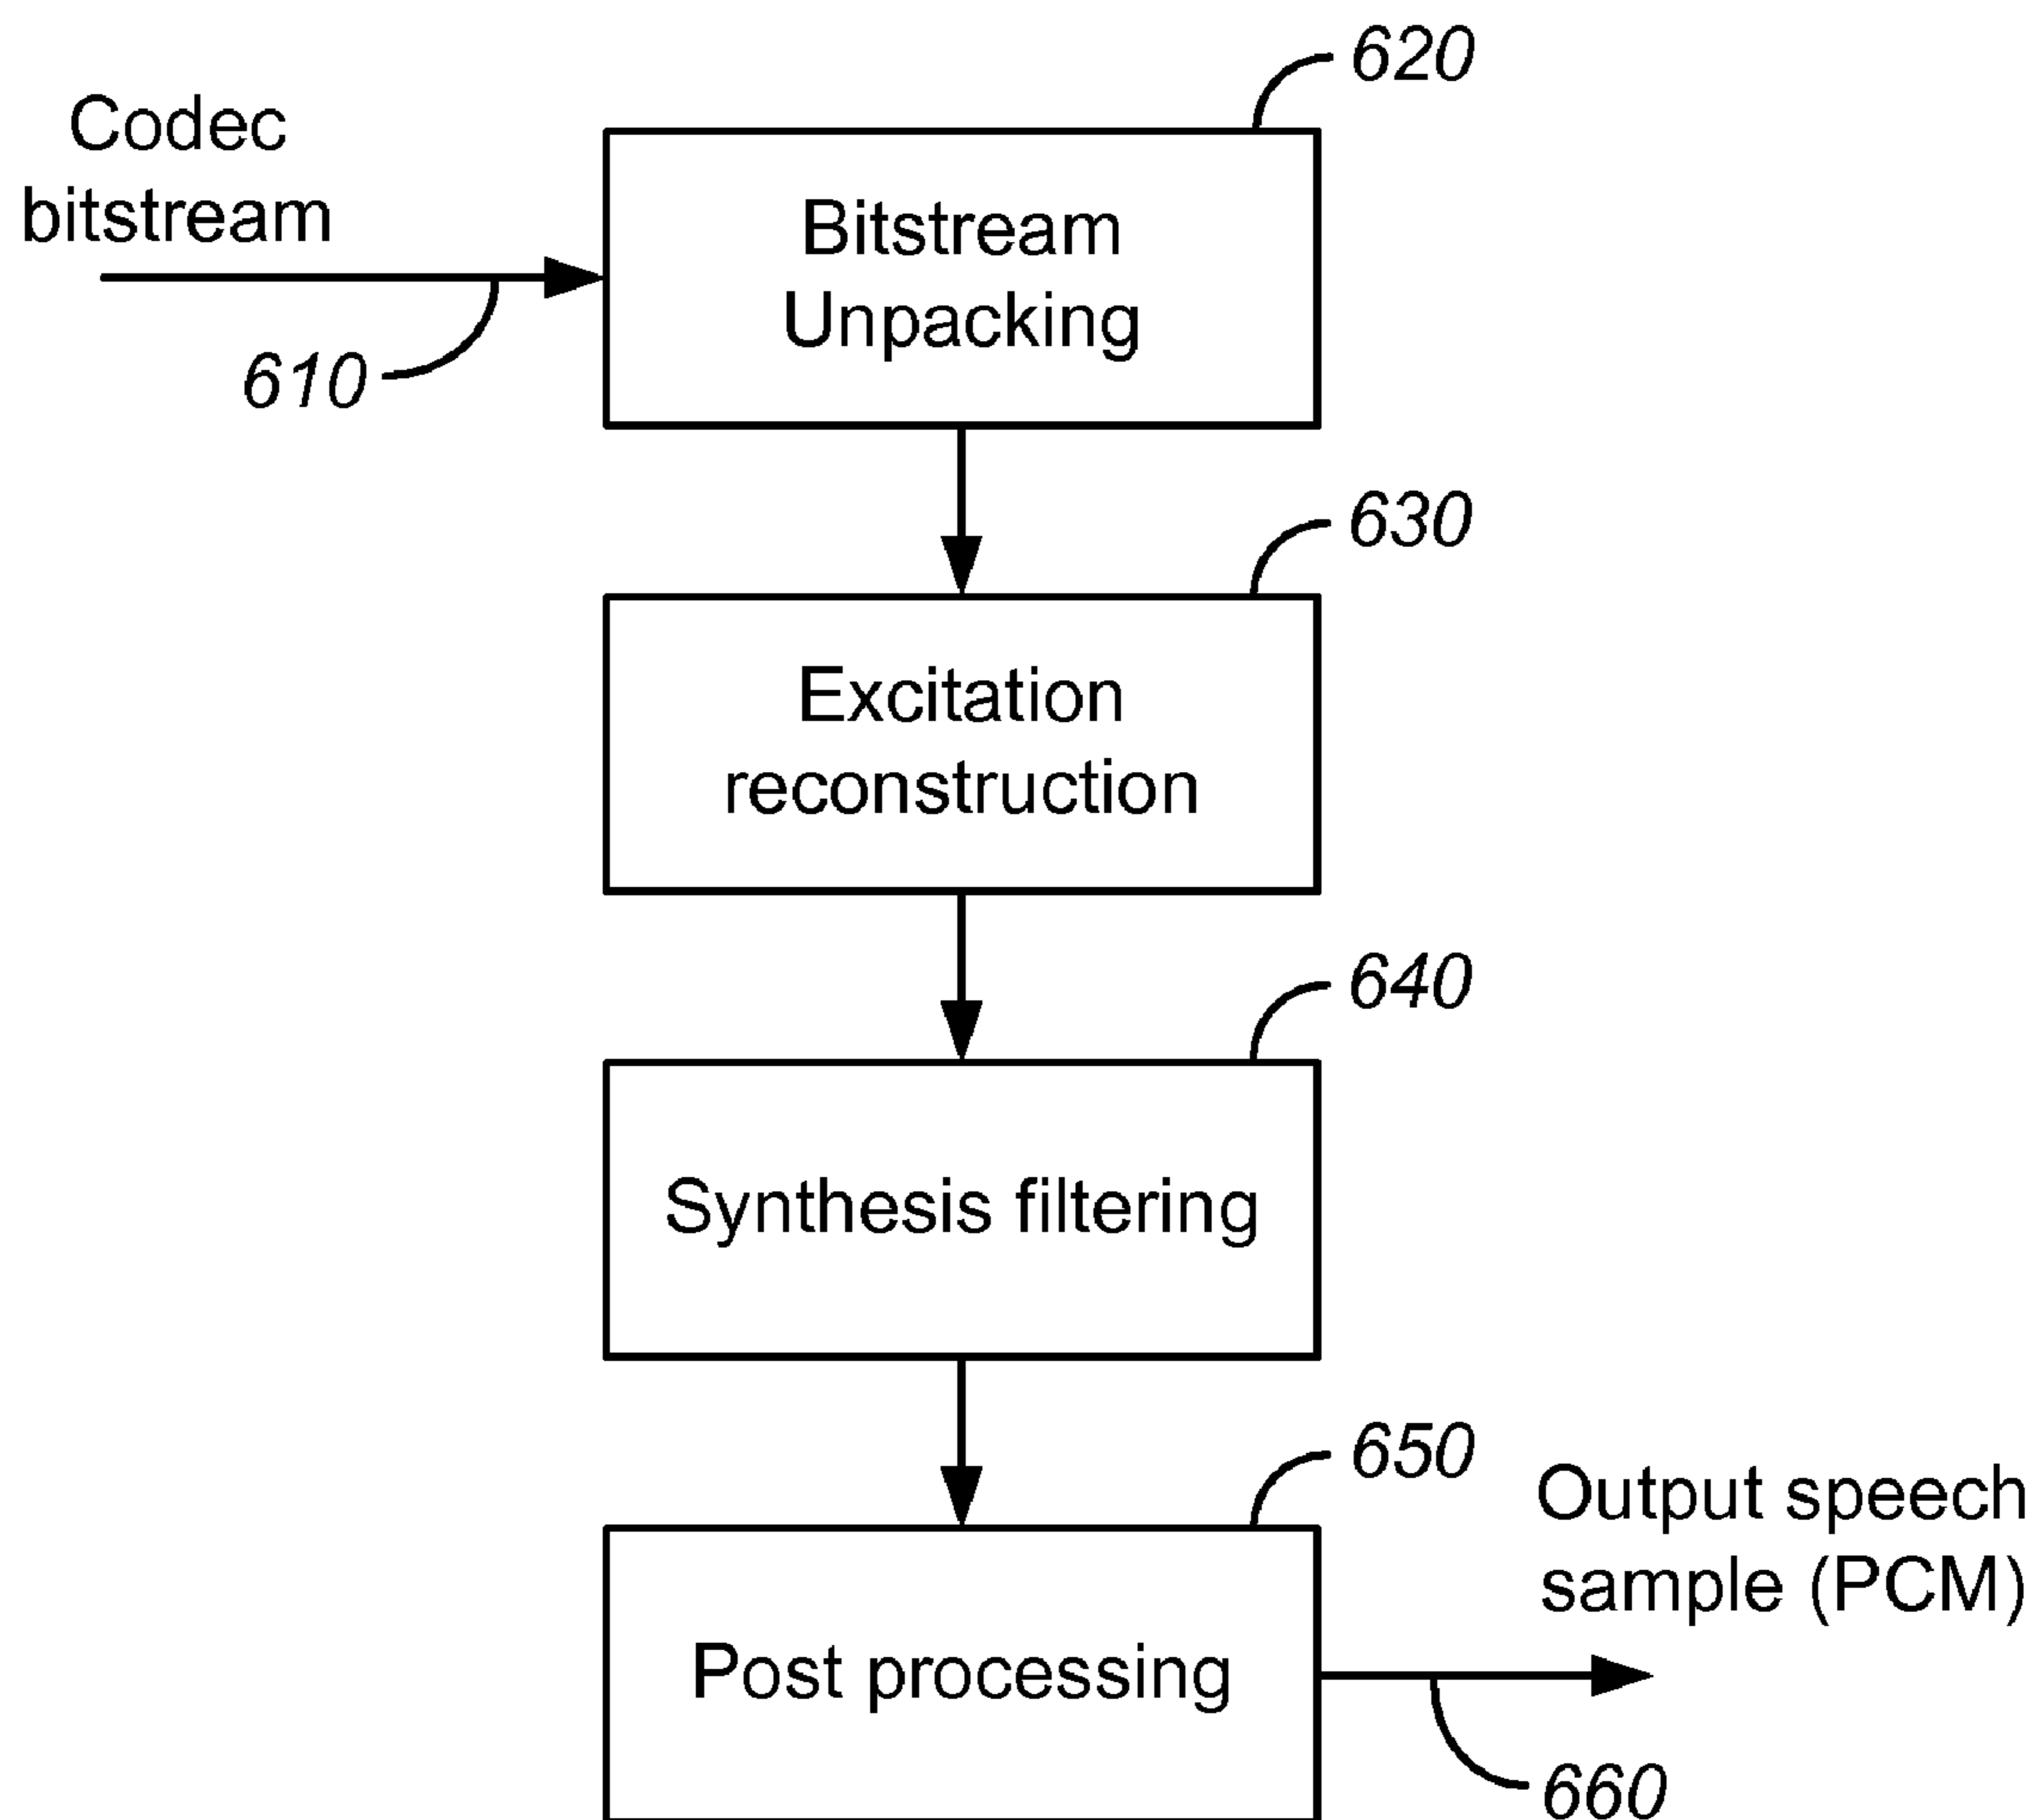 620
Codec
bitstream
Bitstream
Unpacking
610
630
Excitation
reconstruction
640
Synthesis filtering
650
Output speech
sample (PCM)
Post processing
660